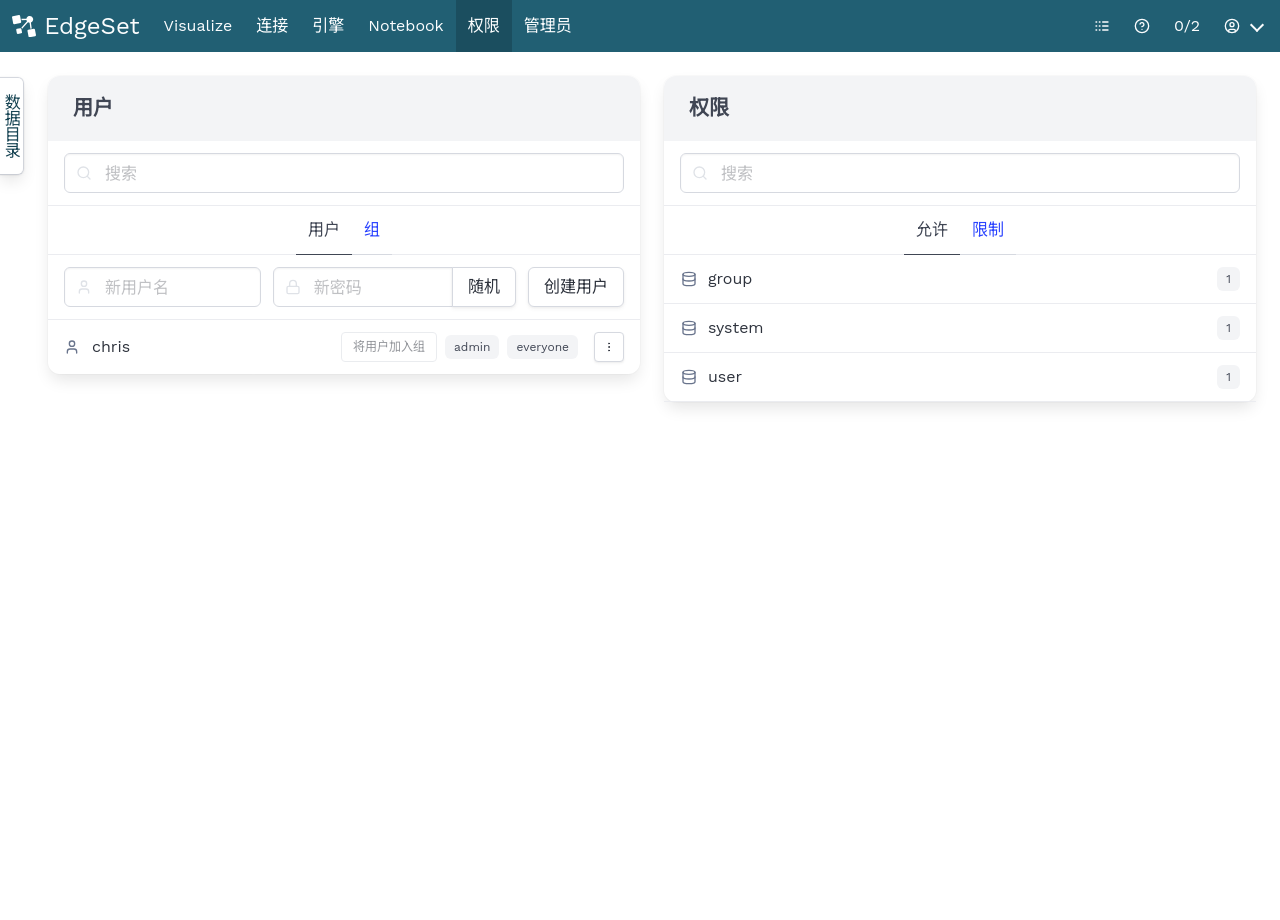 EdgeSet Visualize 连接 引擎 Notebook 权限 管理员 0/2
数据目录
用户
搜索
用户 组
新用户名 新密码 随机 创建用户
chris 将用户加入组 admin everyone
权限
搜索
允许 限制
group 1
system 1
user 1